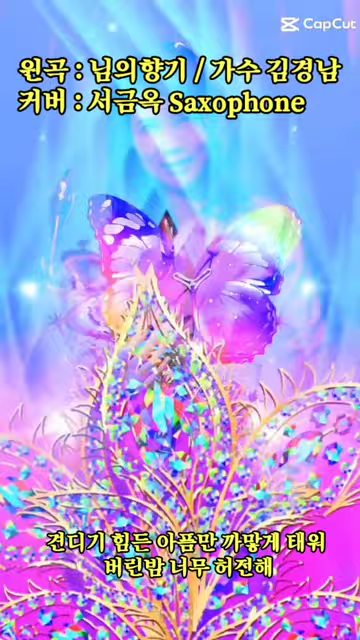 CapCut
원곡 : 님의향기 / 가수 김경남
커버 : 서금옥 Saxophone
견디기 힘든 아픔만 까맣게 태워
버린밤 너무 허전해